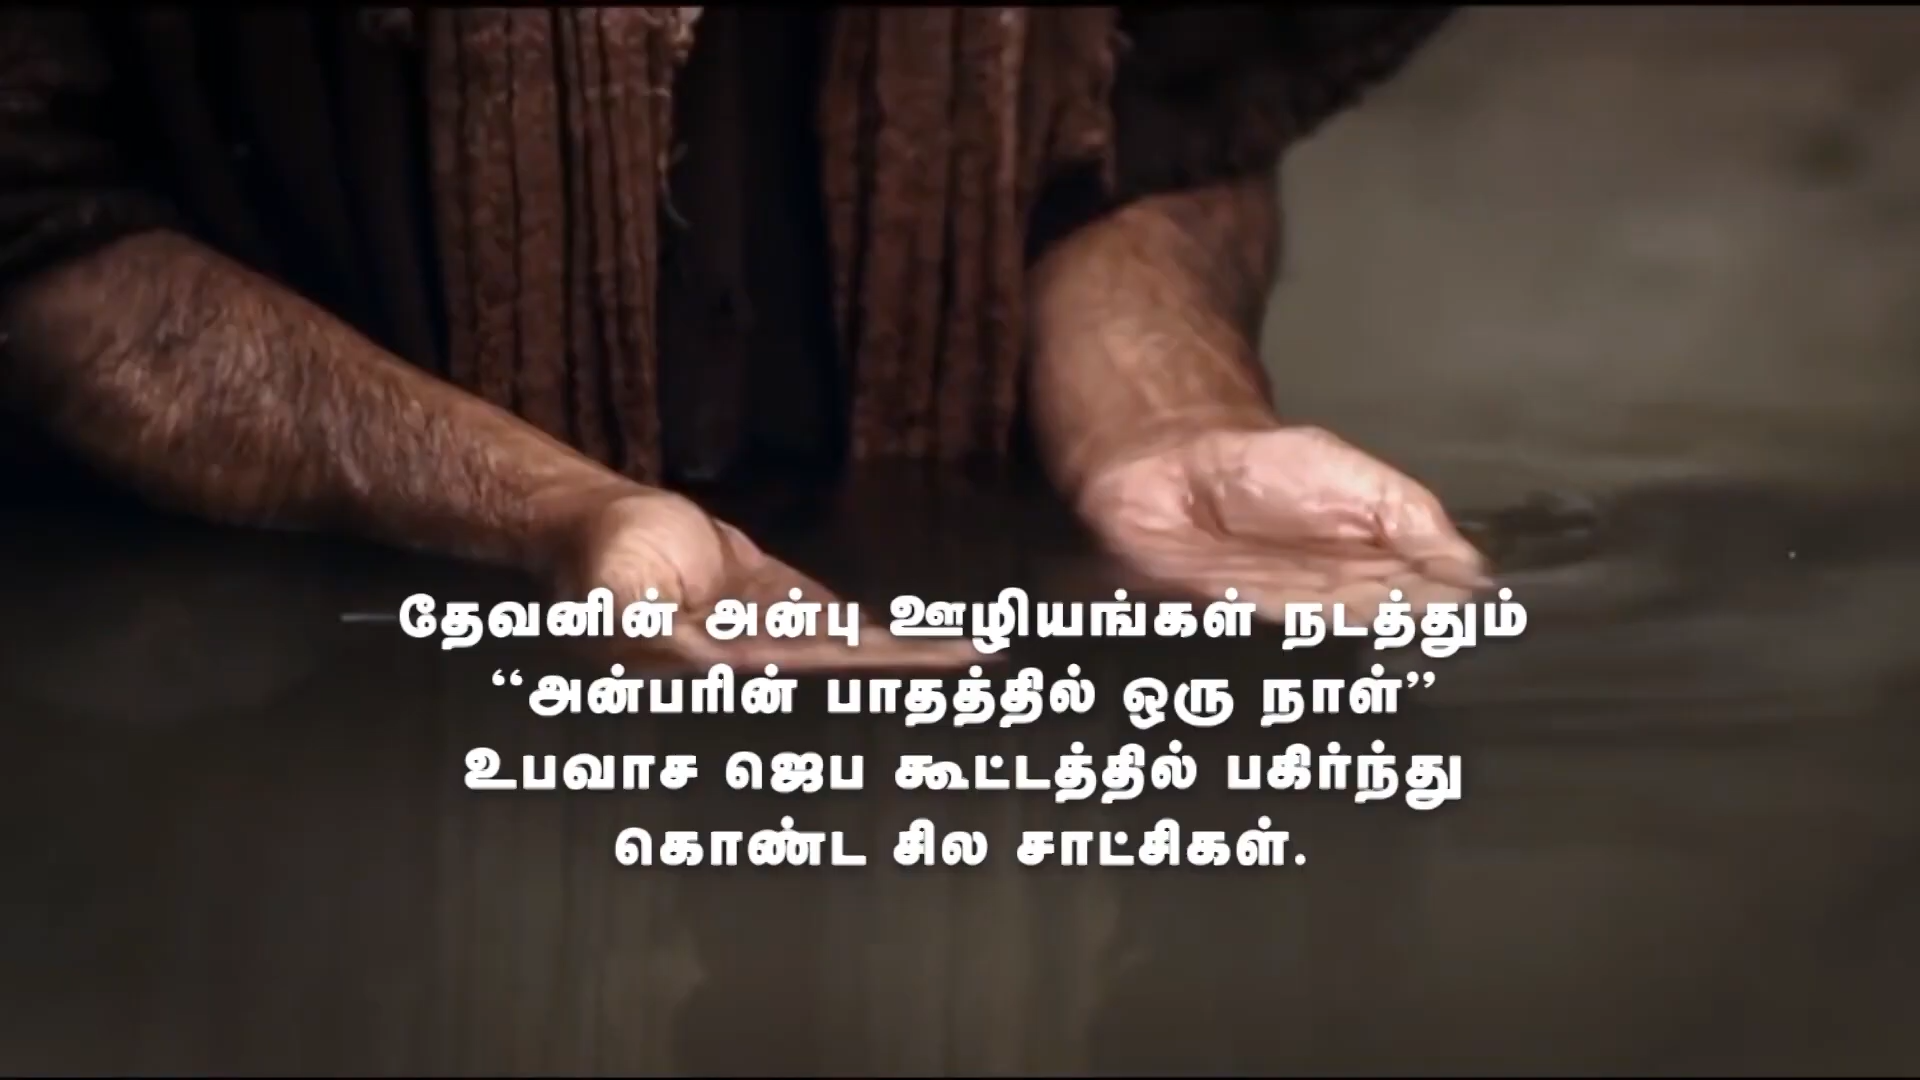 தேவனின் அன்பு ஊழியங்கள் நடத்தும்
“அன்பரின் பாதத்தில் ஒரு நாள்”
உபவாச ஜெப கூட்டத்தில் பகிர்ந்து
கொண்ட சில சாட்சிகள்.